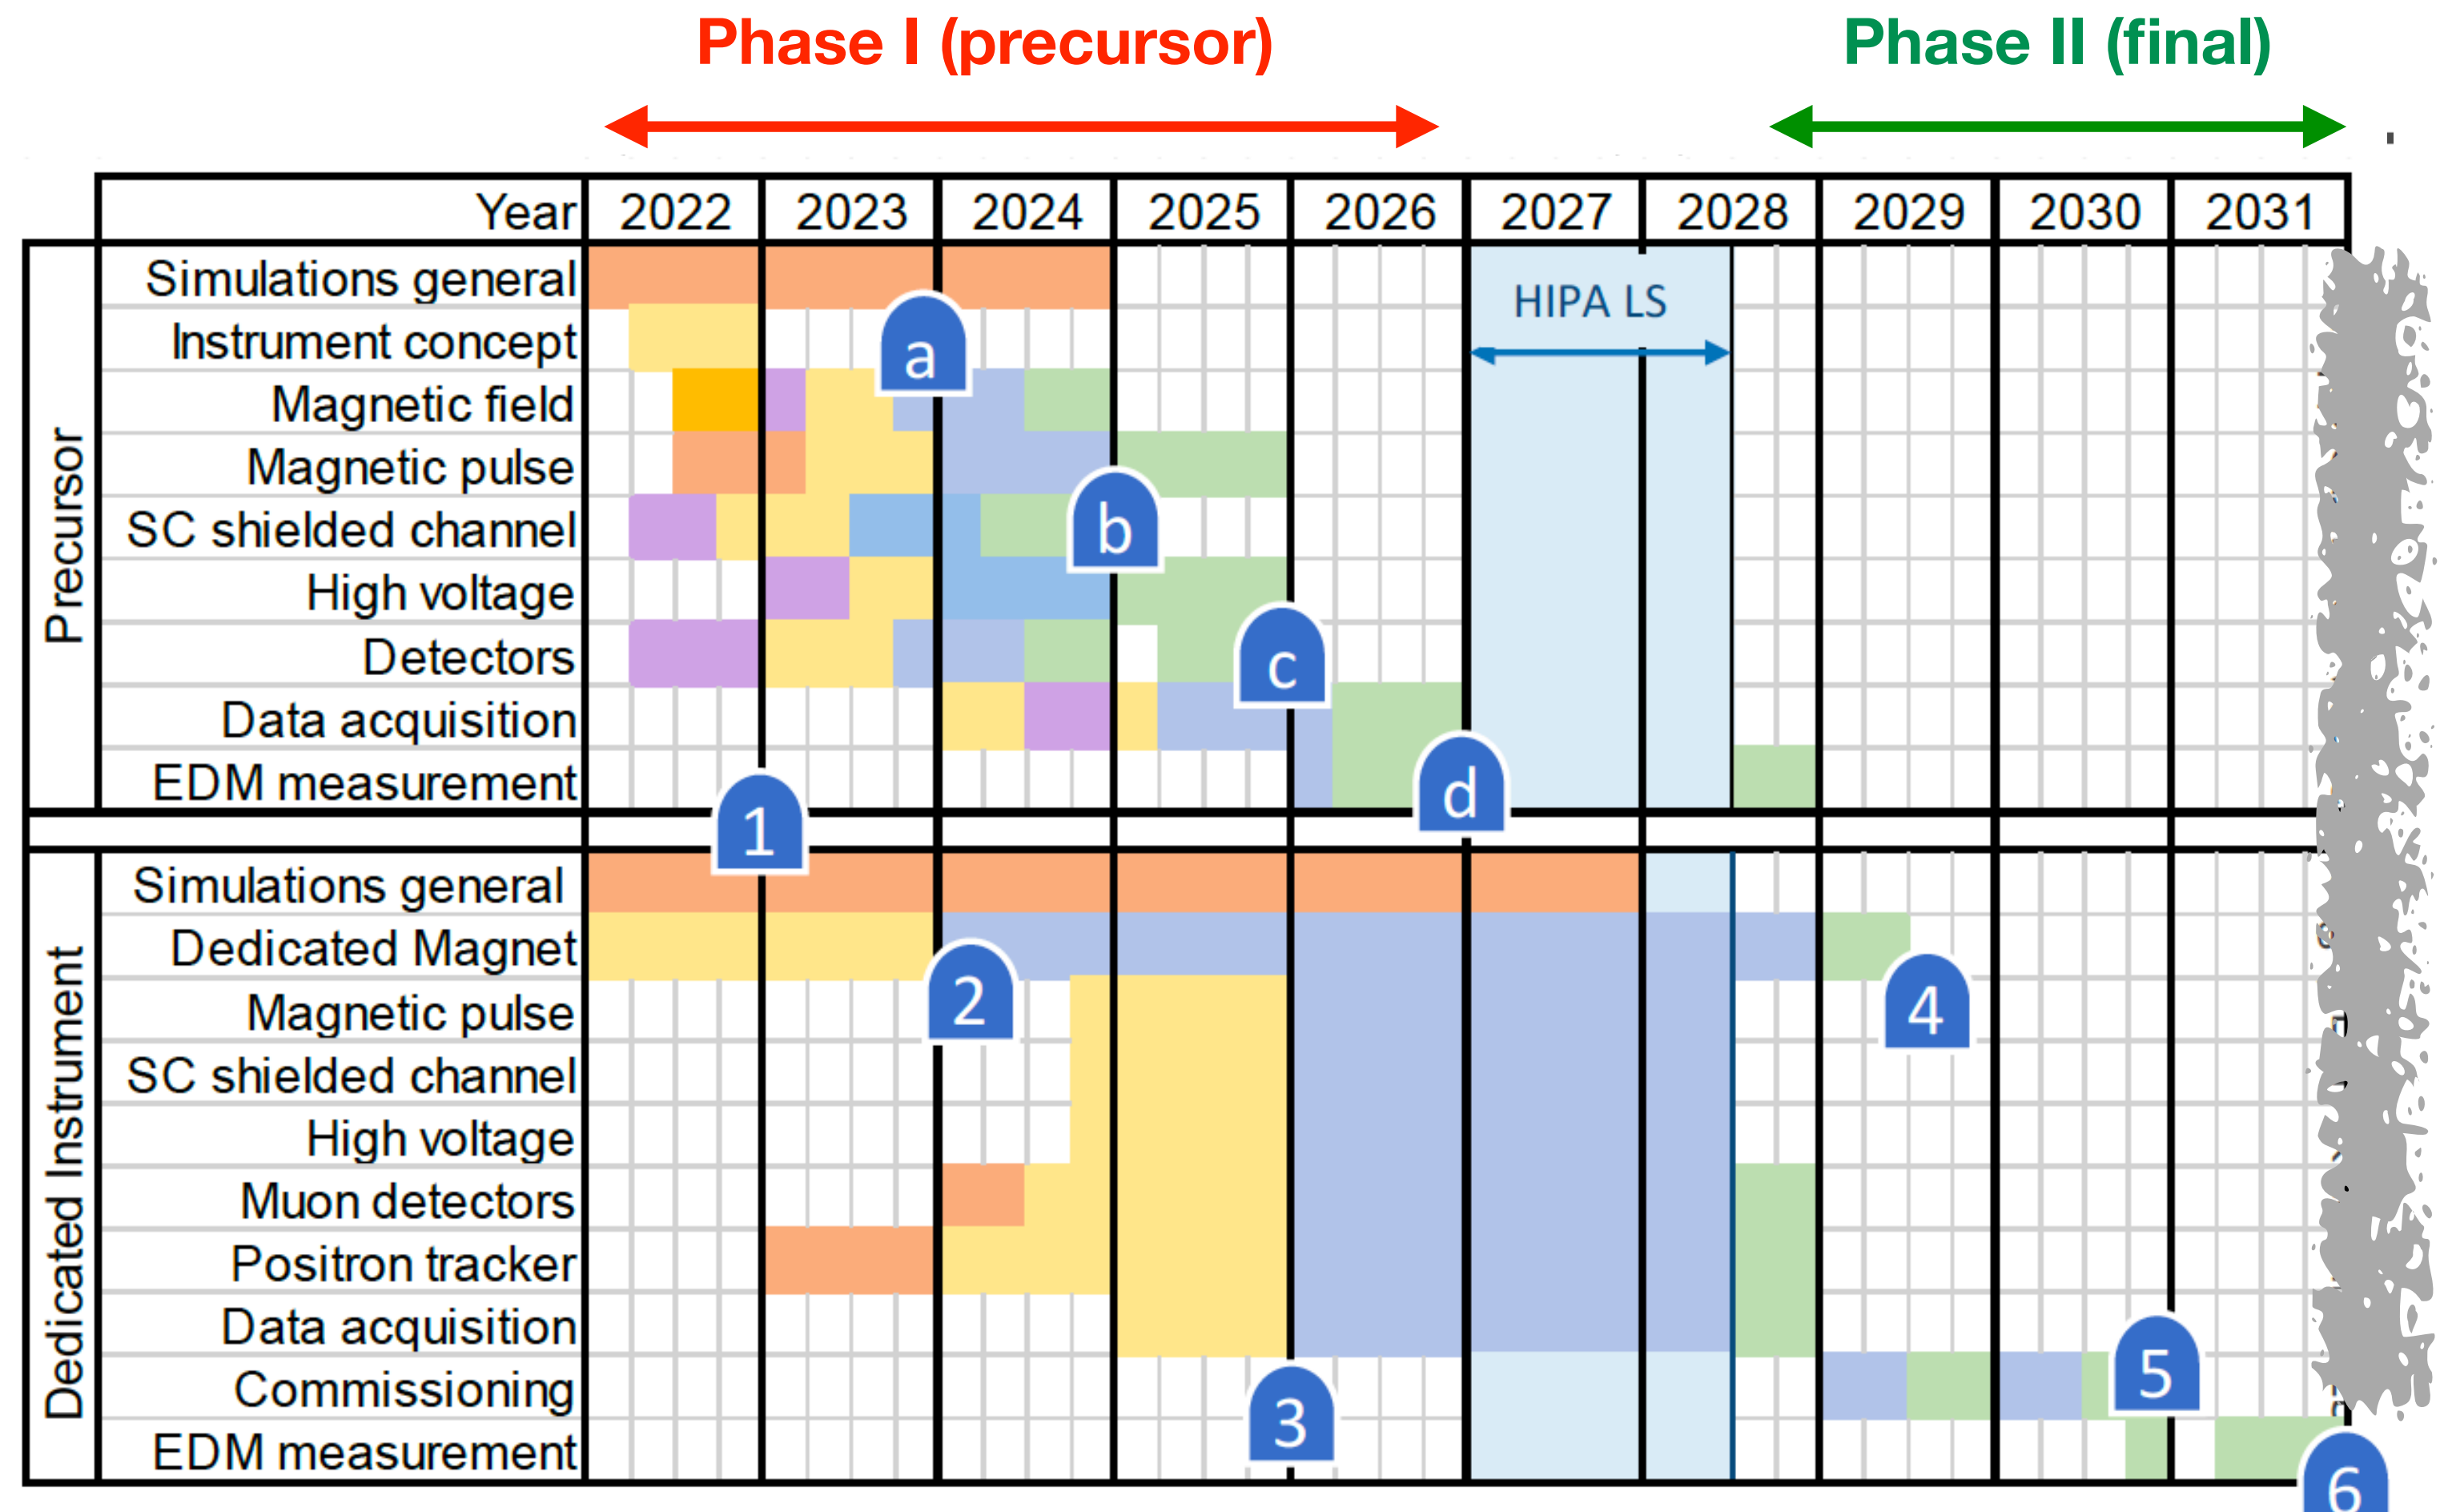 Phase I (precursor)
Phase II (final)
Year 2022 2023 2024 2025 2026 2027 2028 2029 2030 2031
Precursor
Simulations general
HIPA LS
Instrument concept
a
Magnetic field
Magnetic pulse
SC shielded channel
b
High voltage
Detectors
c
Data acquisition
EDM measurement
d
1
Dedicated Instrument
Simulations general
Dedicated Magnet
2
Magnetic pulse
4
SC shielded channel
High voltage
Muon detectors
Positron tracker
Data acquisition
Commissioning
5
3
EDM measurement
6